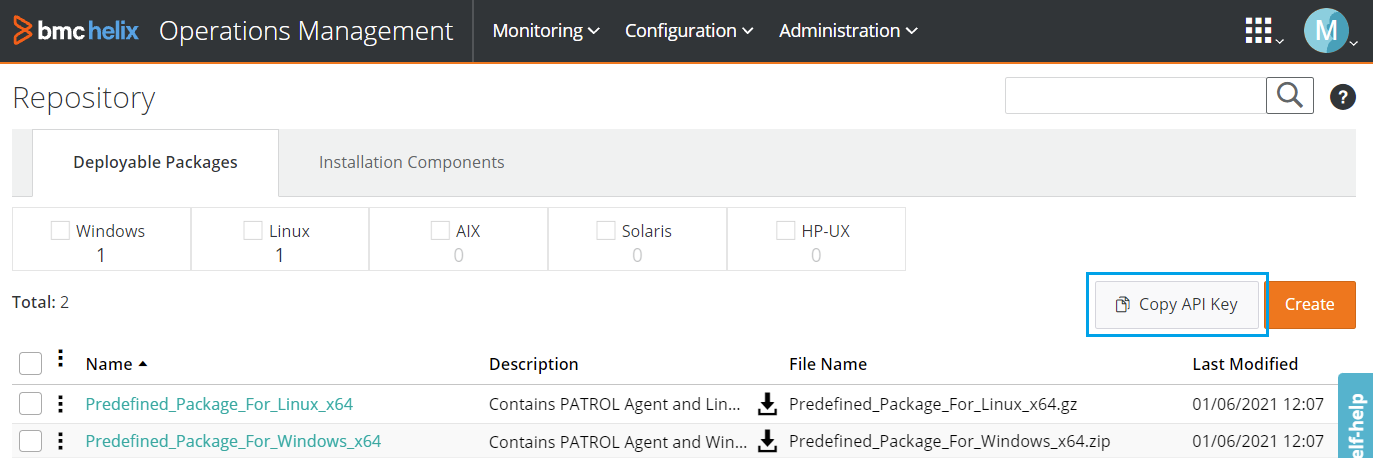 bmc helix Operations Management Monitoring Configuration Administration M
Repository
?
Deployable Packages Installation Components
Windows Linux AIX Solaris HP-UX
1 1 0 0 0
Total: 2 Copy API Key Create
Name Description File Name Last Modified
Predefined_Package_For_Linux_x64 Contains PATROL Agent and Lin... Predefined_Package_For_Linux_x64.gz 01/06/2021 12:07
Predefined_Package_For_Windows_x64 Contains PATROL Agent and Win... Predefined_Package_For_Windows_x64.zip 01/06/2021 12:07
elf-help